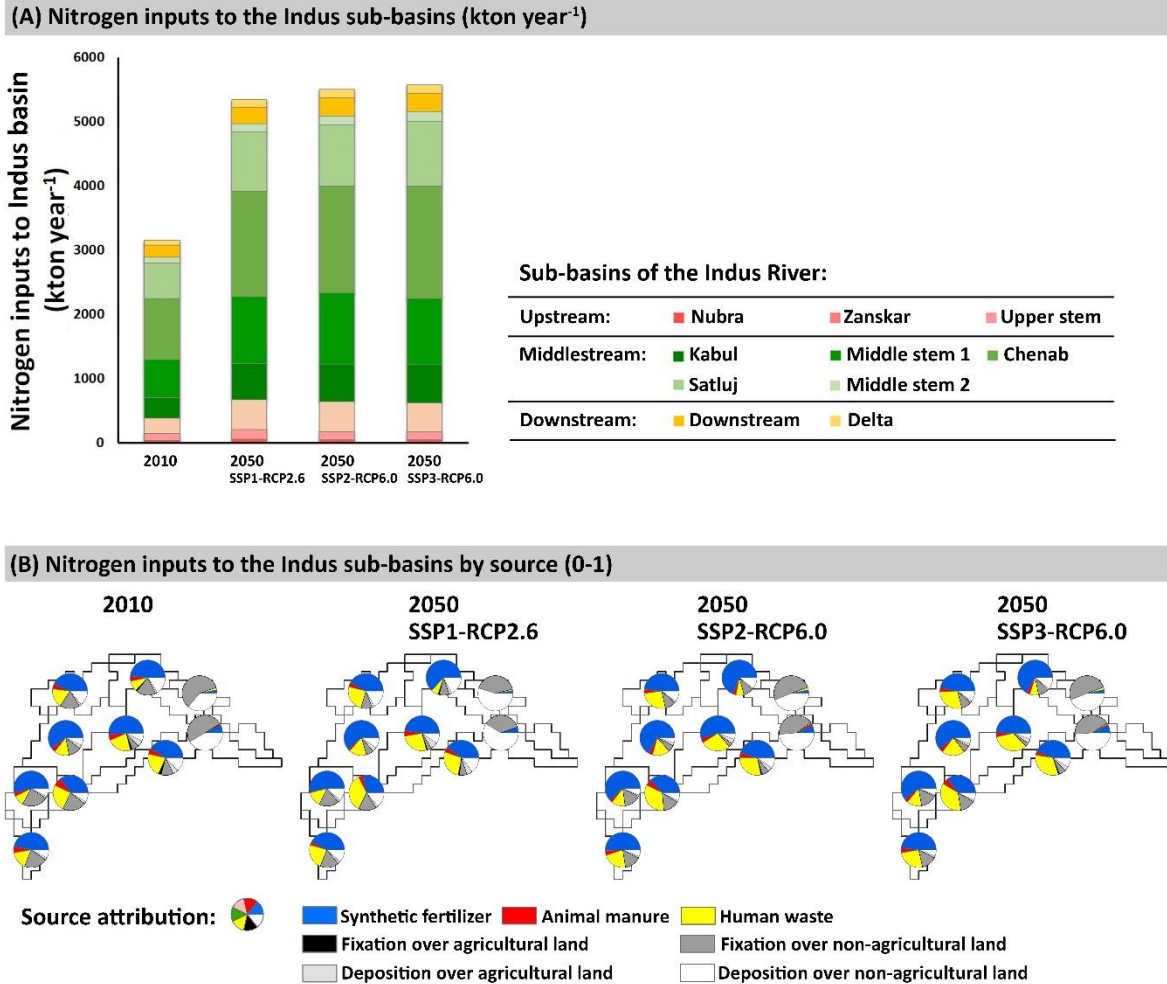 (A) Nitrogen inputs to the Indus sub-basins (kton year⁻¹)
Nitrogen inputs to Indus basin
(kton year⁻¹)
6000
5000
4000
3000
2000
1000
0
2010
2050
SSP1-RCP2.6
2050
SSP2-RCP6.0
2050
SSP3-RCP6.0
Sub-basins of the Indus River:
Upstream: Nubra Zanskar Upper stem
Middlestream: Kabul Middle stem 1 Chenab
Satluj Middle stem 2
Downstream: Downstream Delta
(B) Nitrogen inputs to the Indus sub-basins by source (0-1)
2010
2050
SSP1-RCP2.6
2050
SSP2-RCP6.0
2050
SSP3-RCP6.0
Source attribution:
Synthetic fertilizer Animal manure Human waste
Fixation over agricultural land Fixation over non-agricultural land
Deposition over agricultural land Deposition over non-agricultural land